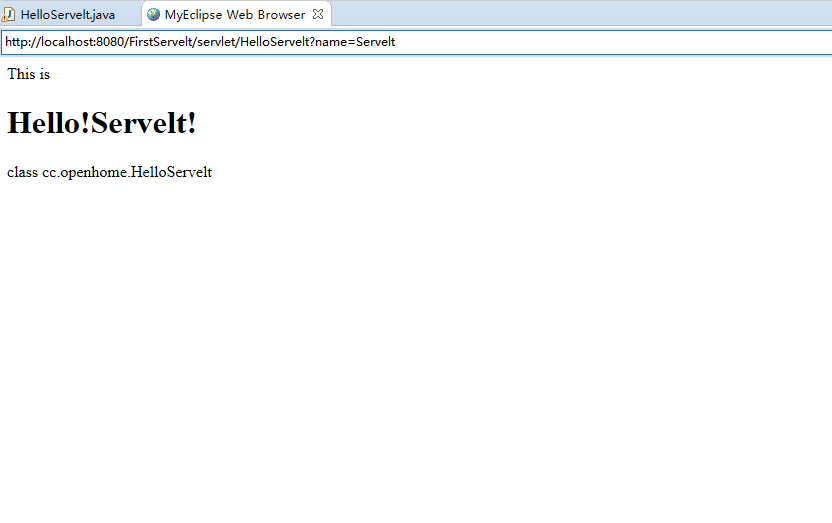 HelloServelt.java MyEclipse Web Browser
http://localhost:8080/FirstServelt/servlet/HelloServelt?name=Servelt
This is
Hello!Servelt!
class cc.openhome.HelloServelt